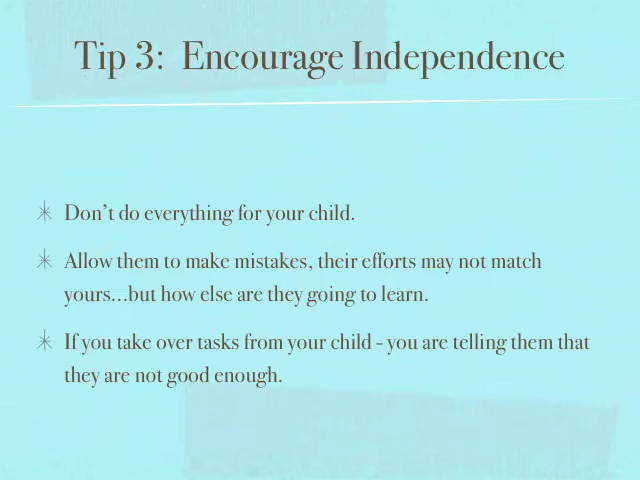 Tip 3: Encourage Independence
Don't do everything for your child.
Allow them to make mistakes, their efforts may not match
yours...but how else are they going to learn.
If you take over tasks from your child - you are telling them that
they are not good enough.